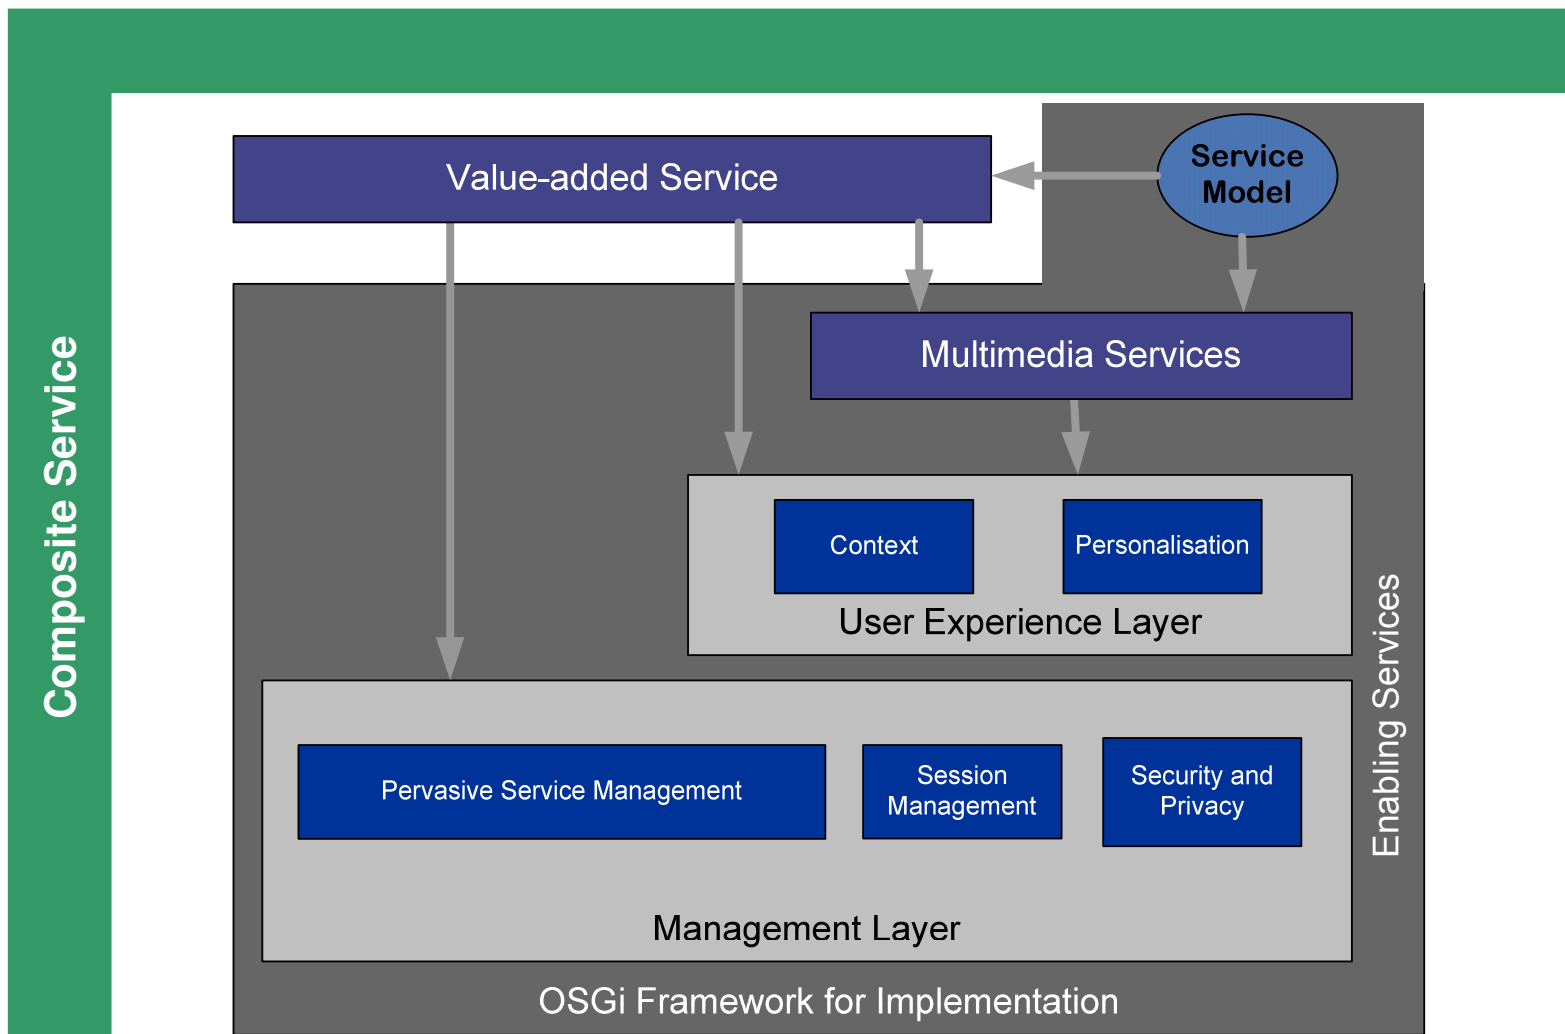 Composite Service
Value-added Service
Service
Model
Multimedia Services
Context
Personalisation
User Experience Layer
Enabling Services
Pervasive Service Management
Session
Management
Security and
Privacy
Management Layer
OSGi Framework for Implementation